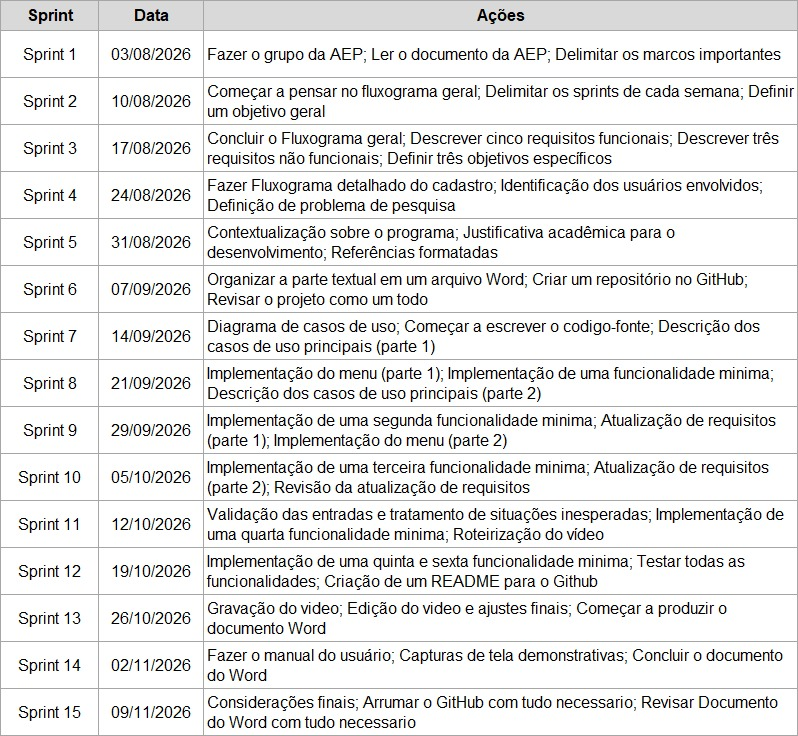 Sprint Data Ações
Sprint 1 03/08/2026 Fazer o grupo da AEP; Ler o documento da AEP; Delimitar os marcos importantes
Sprint 2 10/08/2026 Começar a pensar no fluxograma geral; Delimitar os sprints de cada semana; Definir
um objetivo geral
Sprint 3 17/08/2026 Concluir o Fluxograma geral; Descrever cinco requisitos funcionais; Descrever três
requisitos não funcionais; Definir três objetivos específicos
Sprint 4 24/08/2026 Fazer Fluxograma detalhado do cadastro; Identificação dos usuários envolvidos;
Definição de problema de pesquisa
Sprint 5 31/08/2026 Contextualização sobre o programa; Justificativa acadêmica para o
desenvolvimento; Referências formatadas
Sprint 6 07/09/2026 Organizar a parte textual em um arquivo Word; Criar um repositório no GitHub;
Revisar o projeto como um todo
Sprint 7 14/09/2026 Diagrama de casos de uso; Começar a escrever o codigo-fonte; Descrição dos
casos de uso principais (parte 1)
Sprint 8 21/09/2026 Implementação do menu (parte 1); Implementação de uma funcionalidade minima;
Descrição dos casos de uso principais (parte 2)
Sprint 9 29/09/2026 Implementação de uma segunda funcionalidade minima; Atualização de requisitos
(parte 1); Implementação do menu (parte 2)
Sprint 10 05/10/2026 Implementação de uma terceira funcionalidade minima; Atualização de requisitos
(parte 2); Revisão da atualização de requisitos
Sprint 11 12/10/2026 Validação das entradas e tratamento de situações inesperadas; Implementação de
uma quarta funcionalidade minima; Roteirização do vídeo
Sprint 12 19/10/2026 Implementação de uma quinta e sexta funcionalidade minima; Testar todas as
funcionalidades; Criação de um README para o Github
Sprint 13 26/10/2026 Gravação do video; Edição do video e ajustes finais; Começar a produzir o
documento Word
Sprint 14 02/11/2026 Fazer o manual do usuário; Capturas de tela demonstrativas; Concluir o documento
do Word
Sprint 15 09/11/2026 Considerações finais; Arrumar o GitHub com tudo necessario; Revisar Documento
do Word com tudo necessario